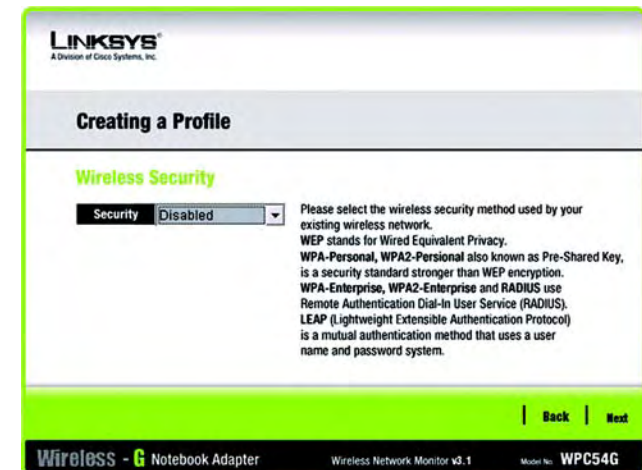 LINKSYS®
A Division of Cisco Systems, Inc.
Creating a Profile
Wireless Security
Security Disabled
Please select the wireless security method used by your
existing wireless network.
WEP stands for Wired Equivalent Privacy.
WPA-Personal, WPA2-Persional also known as Pre-Shared Key,
is a security standard stronger than WEP encryption.
WPA-Enterprise, WPA2-Enterprise and RADIUS use
Remote Authentication Dial-In User Service (RADIUS).
LEAP (Lightweight Extensible Authentication Protocol)
is a mutual authentication method that uses a user
name and password system.
Back Next
Wireless - G Notebook Adapter Wireless Network Monitor v3.1 Model No. WPC54G